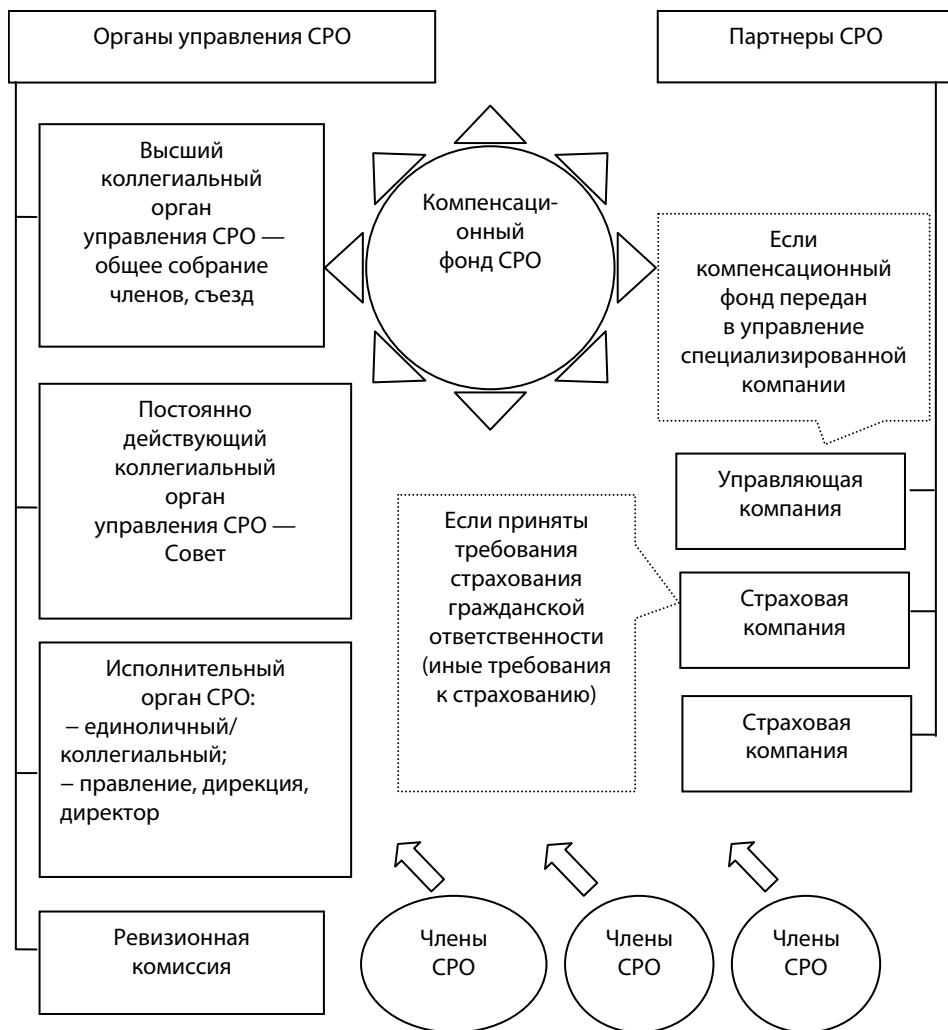 Органы управления СРО
Партнеры СРО
Высший
коллегиальный
орган
управления СРО —
общее собрание
членов, съезд
Компенсаци-
онный
фонд СРО
Если
компенсационный
фонд передан
в управление
специализированной
компании
Постоянно
действующий
коллегиальный
орган
управления СРО —
Совет
Управляющая
компания
Если приняты
требования
страхования
гражданской
ответственности
(иные требования
к страхованию)
Страховая
компания
Исполнительный
орган СРО:
– единоличный/
коллегиальный;
– правление, дирекция,
директор
Страховая
компания
Ревизионная
комиссия
Члены
СРО
Члены
СРО
Члены
СРО